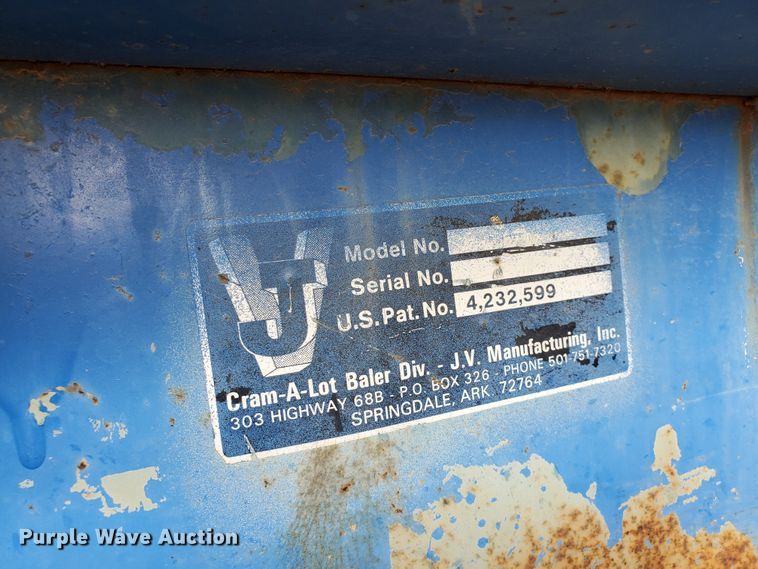 JV
Model No.
Serial No.
U.S. Pat. No. 4,232,599
Cram-A-Lot Baler Div. - J.V. Manufacturing, Inc.
303 HIGHWAY 68B - P.O. BOX 326 - PHONE 501-751-7320
SPRINGDALE, ARK 72764
Purple Wave Auction